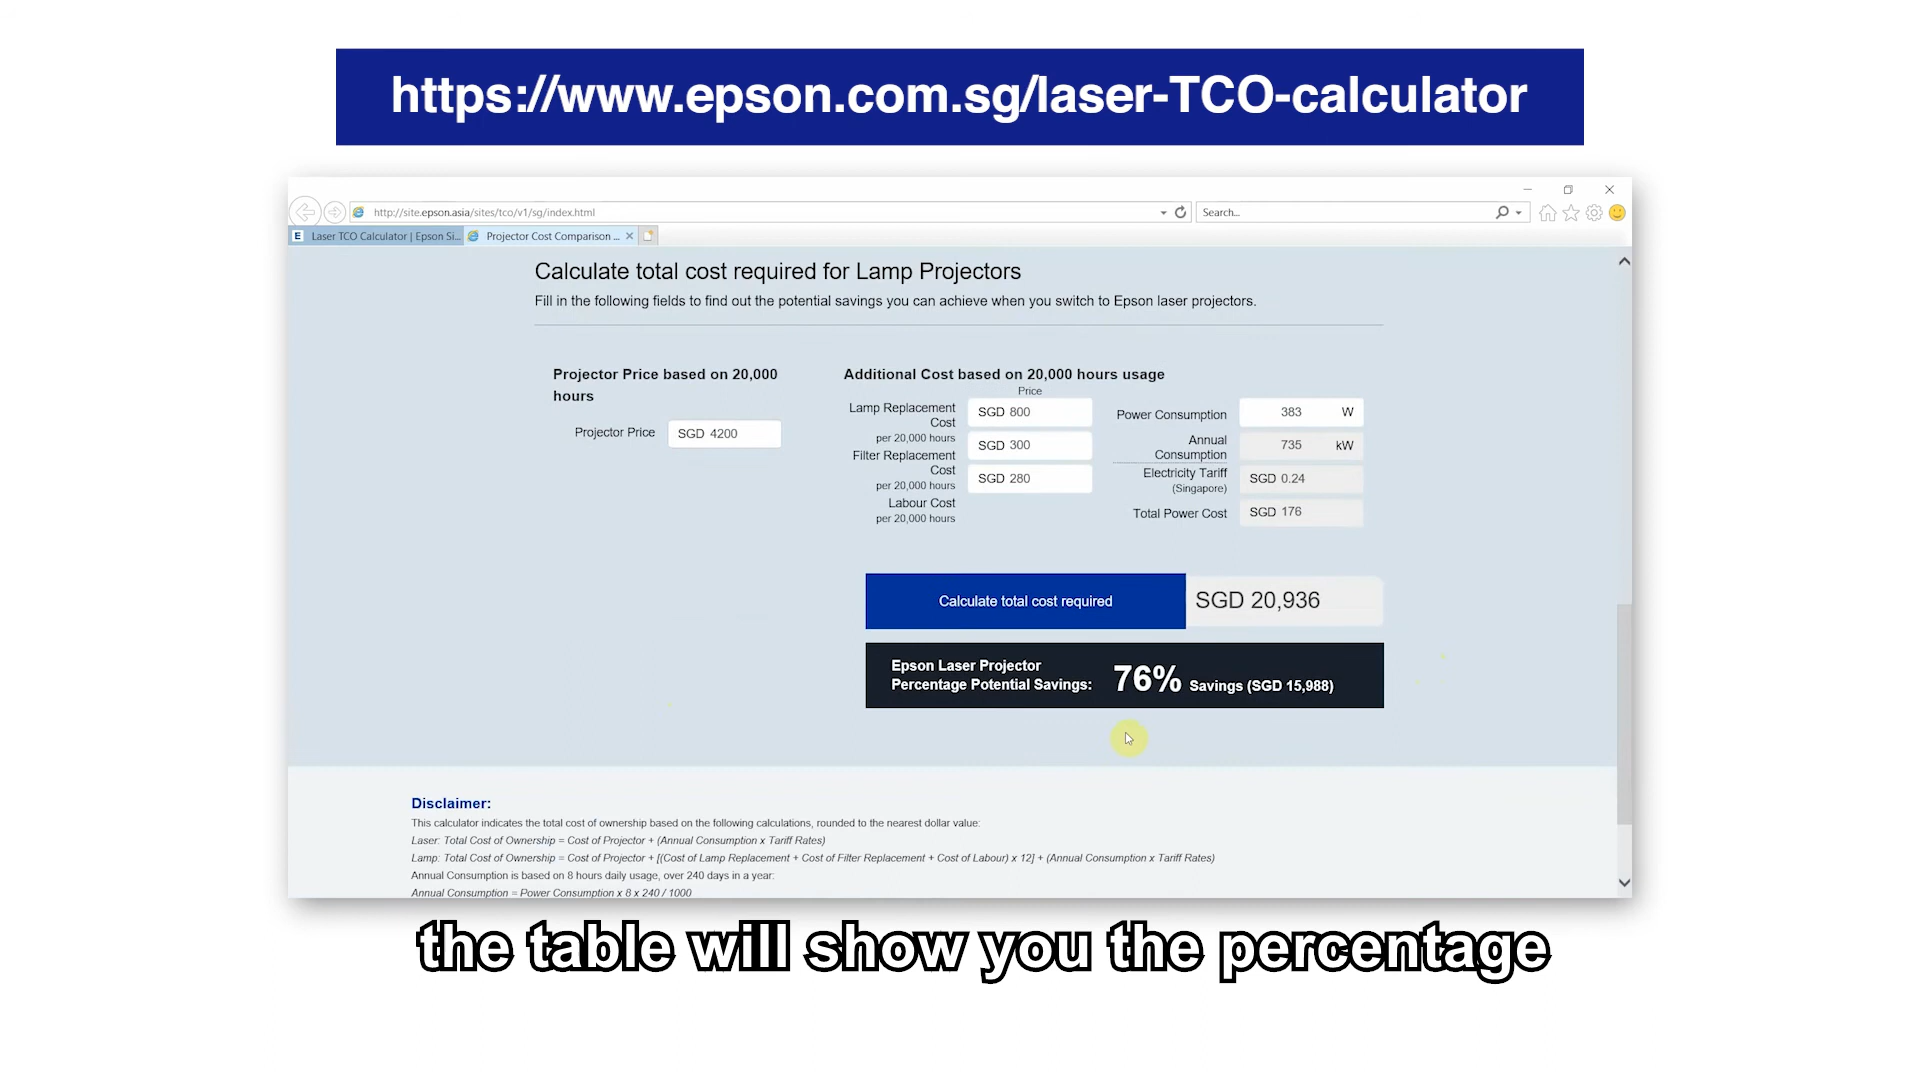 https://www.epson.com.sg/laser-TCO-calculator
http://site.epson.asia/sites/tco/v1/sg/index.html
Search...
E Laser TCO Calculator | Epson Si...
Projector Cost Comparison ...
Calculate total cost required for Lamp Projectors
Fill in the following fields to find out the potential savings you can achieve when you switch to Epson laser projectors.
Projector Price based on 20,000
hours
Projector Price SGD 4200
Additional Cost based on 20,000 hours usage
Price
Lamp Replacement
Cost
per 20,000 hours
SGD 800
Filter Replacement
Cost
per 20,000 hours
SGD 300
Labour Cost
per 20,000 hours
SGD 280
Power Consumption 383 W
Annual
Consumption
735 kW
Electricity Tariff
(Singapore)
SGD 0.24
Total Power Cost SGD 176
Calculate total cost required SGD 20,936
Epson Laser Projector
Percentage Potential Savings:
76% Savings (SGD 15,988)
Disclaimer:
This calculator indicates the total cost of ownership based on the following calculations, rounded to the nearest dollar value:
Laser: Total Cost of Ownership = Cost of Projector + (Annual Consumption x Tariff Rates)
Lamp: Total Cost of Ownership = Cost of Projector + [(Cost of Lamp Replacement + Cost of Filter Replacement + Cost of Labour) x 12] + (Annual Consumption x Tariff Rates)
Annual Consumption is based on 8 hours daily usage, over 240 days in a year:
Annual Consumption = Power Consumption x 8 x 240 / 1000
the table will show you the percentage